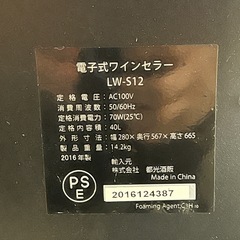 電子式ワインセラー
LW-S12
定格電圧：AC100V
消費周波数：50/60Hz
定格消費電力：70W(25℃)
定格内容量：40L
外形寸法：幅280×奥行567×高さ665
製品重量：14.2kg
2016年製
輸入元
株式会社 都光酒販
Made in China
PS
E
2016124387
Foaming Agent:C5H10